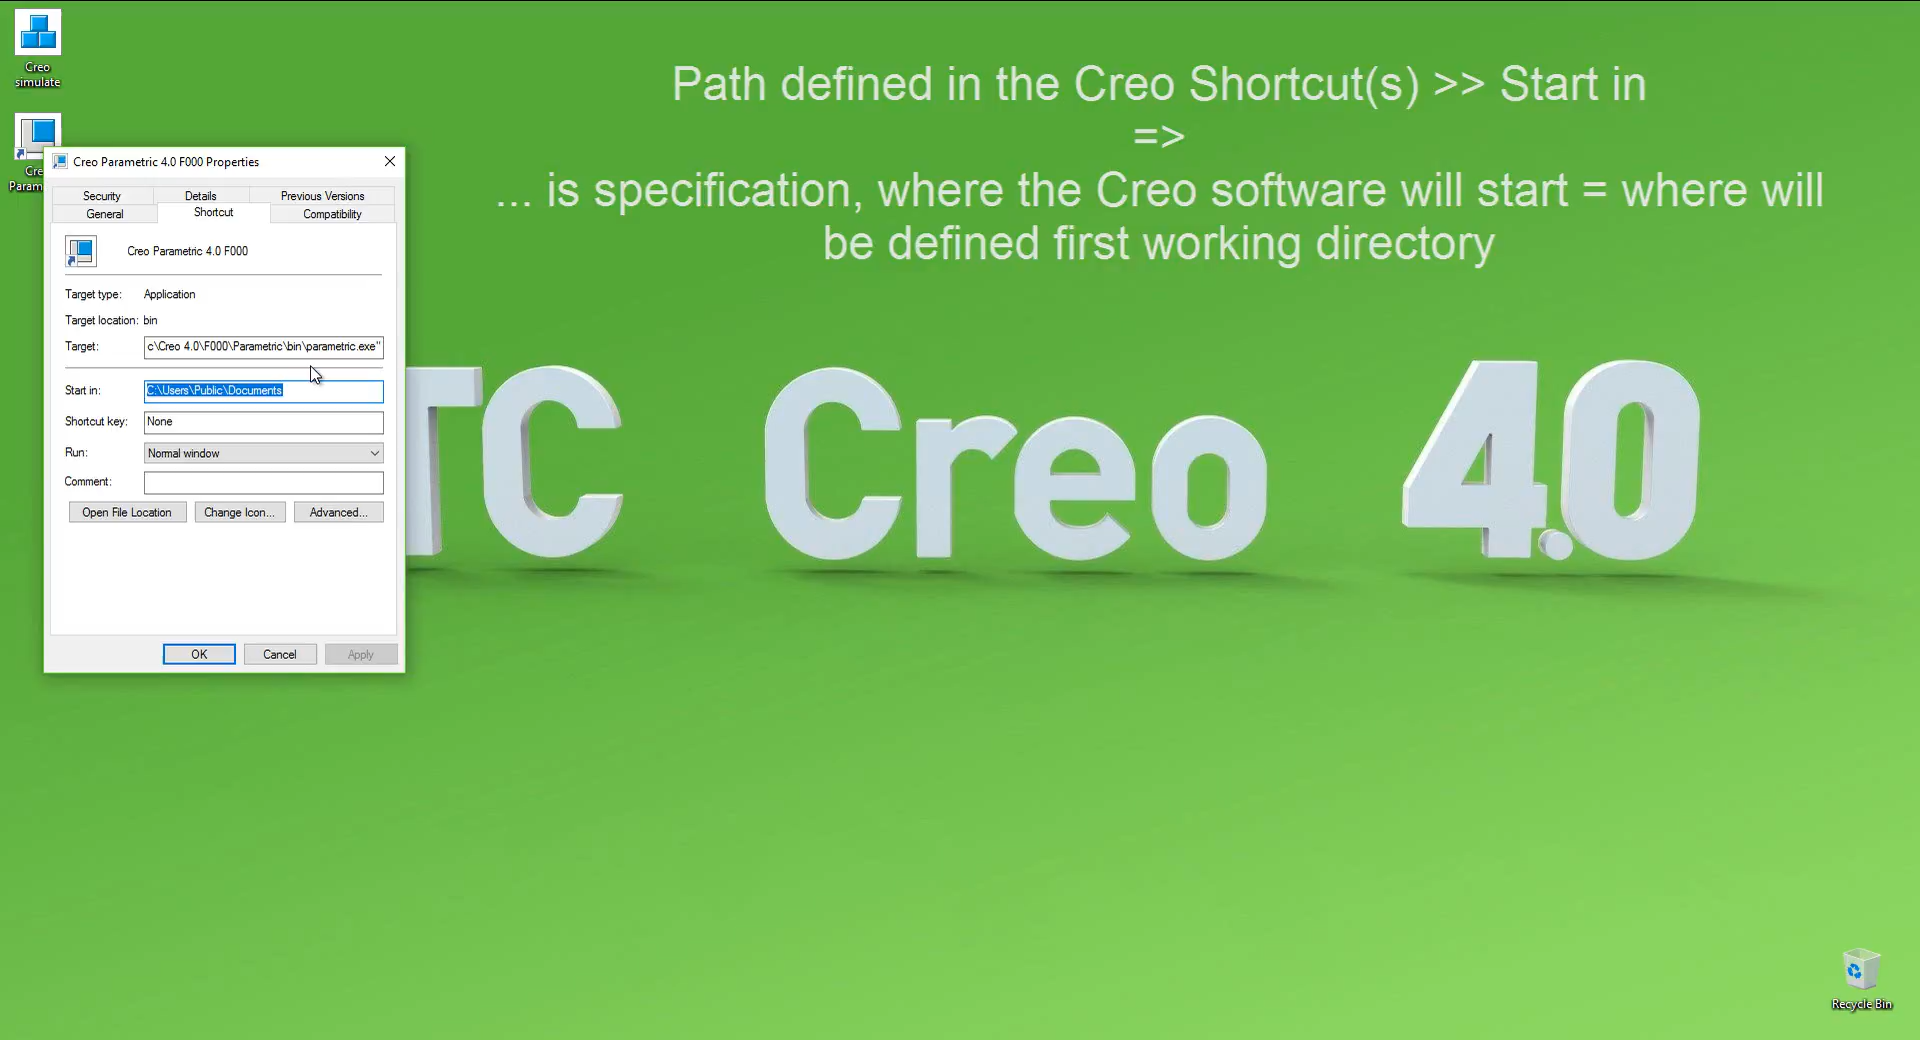 Creo
simulate
Path defined in the Creo Shortcut(s) >> Start in
=>
... is specification, where the Creo software will start = where will
be defined first working directory
Cre
Param
Creo Parametric 4.0 F000 Properties
Security Details Previous Versions
General Shortcut Compatibility
Creo Parametric 4.0 F000
Target type: Application
Target location: bin
Target: c\Creo 4.0\F000\Parametric\bin\parametric.exe"
Start in: C:\Users\Public\Documents
Shortcut key: None
Run: Normal window
Comment:
Open File Location Change Icon... Advanced...
OK Cancel Apply
TC Creo 4.0
Recycle Bin